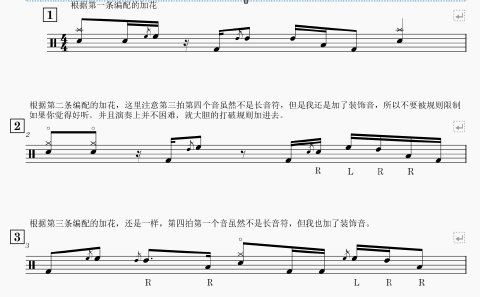 根据第一条编配的加花
1
4
4
根据第二条编配的加花，这里注意第三拍第四个音虽然不是长音符，但是我还是加了装饰音，所以不要被规则限制
如果你觉得好听。并且演奏上并不困难，就大胆的打破规则加进去。
2
2
R L R R
根据第三条编配的加花，还是一样，第四拍第一个音虽然不是长音符，但我也加了装饰音。
3
3
R R L R R